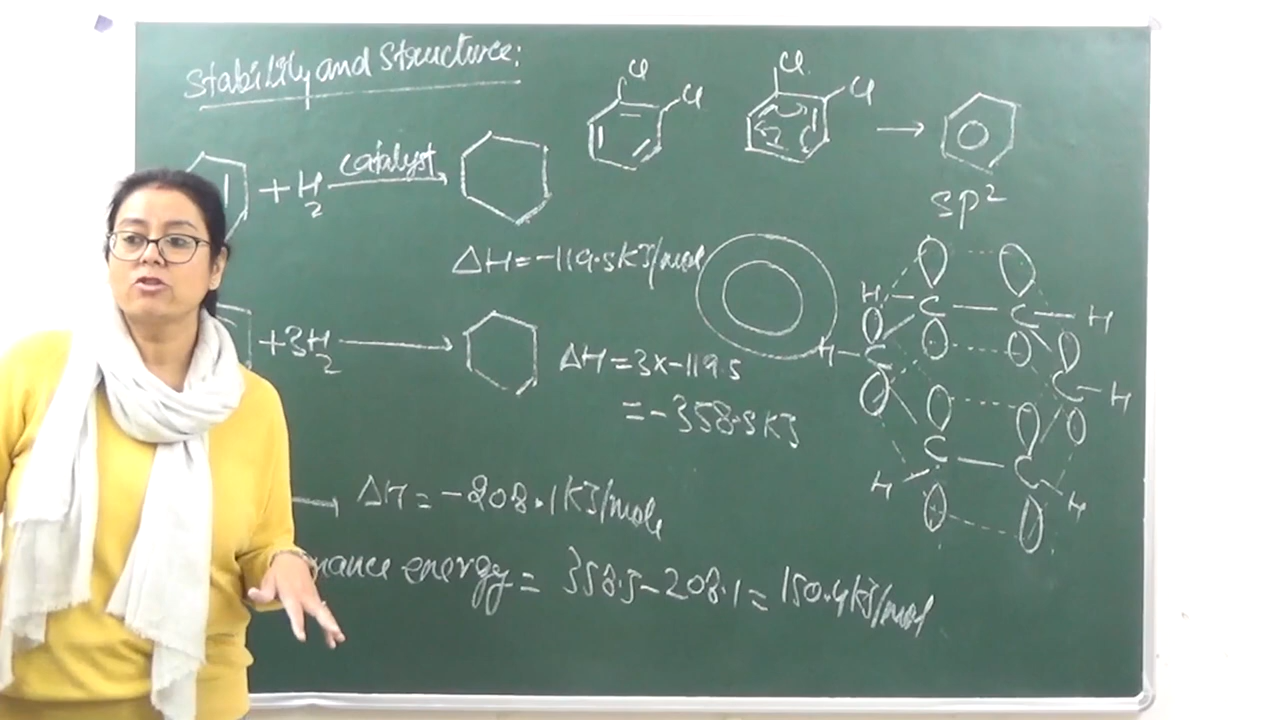 Stability and Structure:
Cl
Cl
Cl
Cl
+ H2 catalyst
sp²
ΔH = -119.5 KJ/mol
+ 3H2
ΔH = 3x-119.5
= -358.5 KJ
H C C H
H C C H
H C C H
ΔH = -208.1 KJ/mole
nance energy = 358.5 - 208.1 = 150.4 KJ/mol